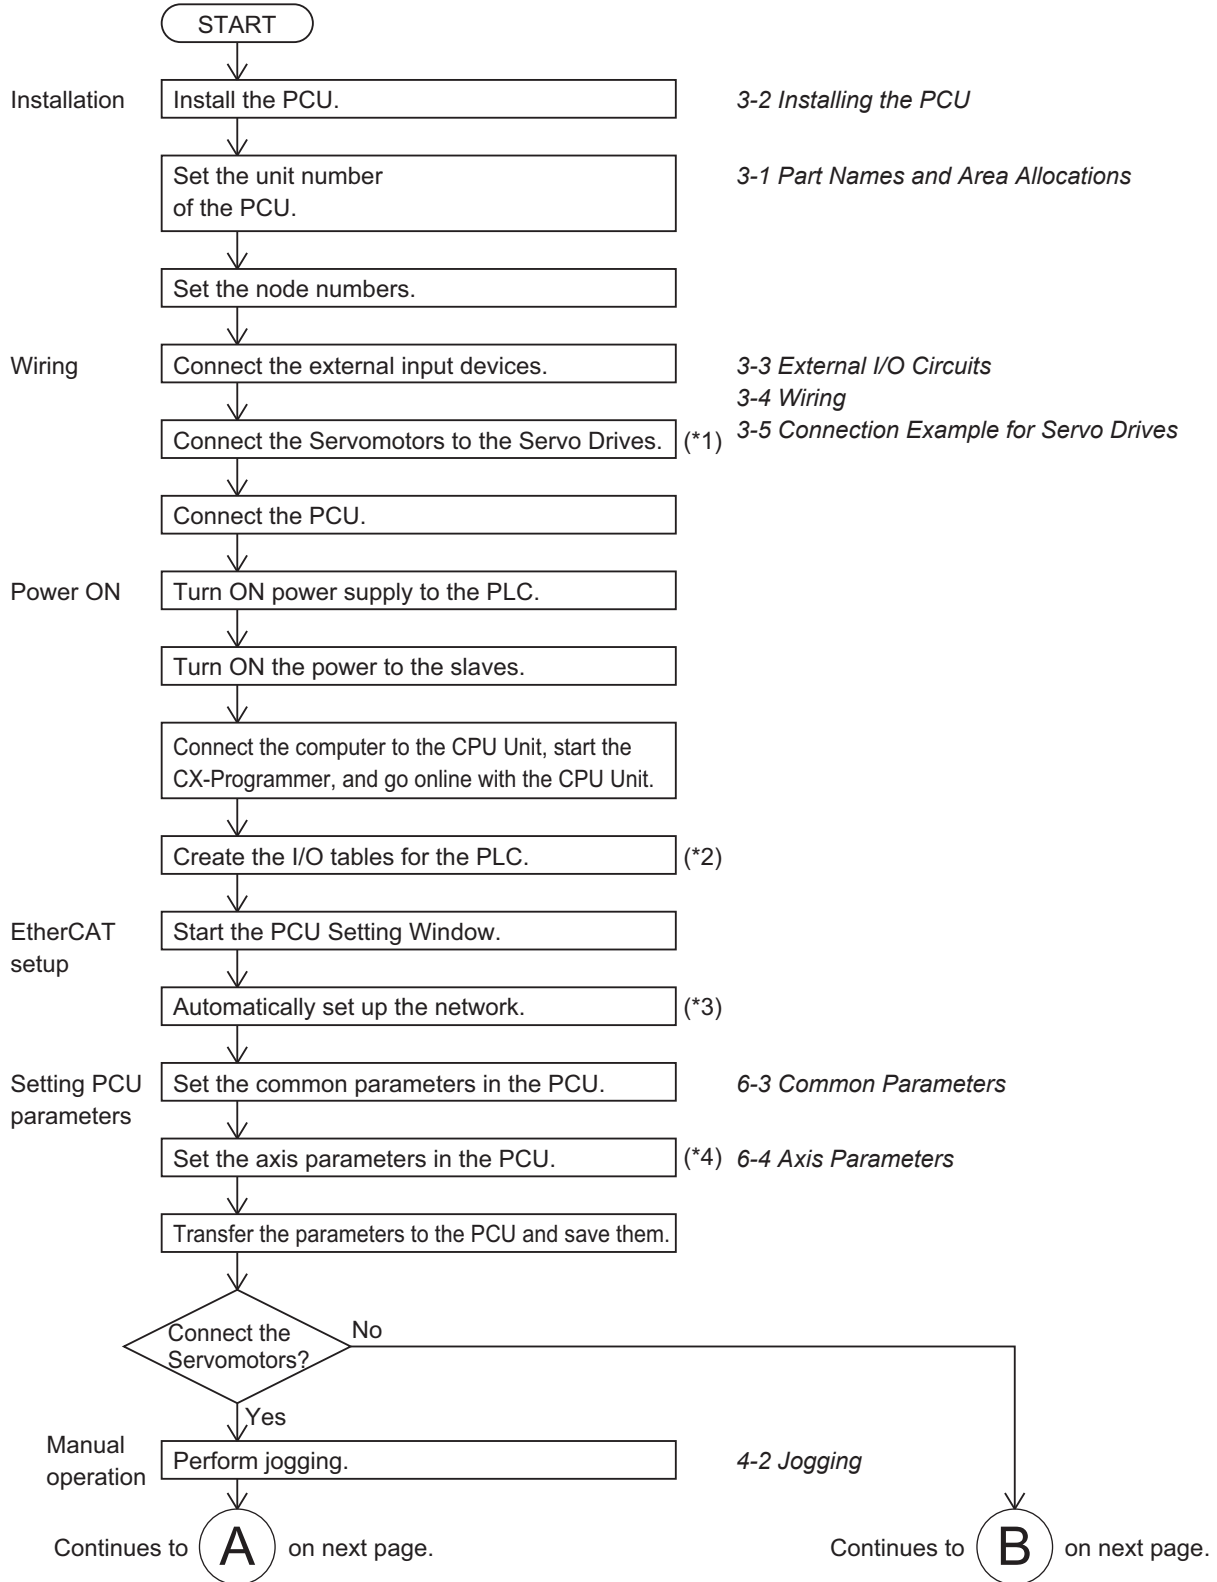 START
Installation
Install the PCU.
3-2 Installing the PCU
Set the unit number
of the PCU.
3-1 Part Names and Area Allocations
Set the node numbers.
Wiring
Connect the external input devices.
3-3 External I/O Circuits
3-4 Wiring
Connect the Servomotors to the Servo Drives.
(*1)
3-5 Connection Example for Servo Drives
Connect the PCU.
Power ON
Turn ON power supply to the PLC.
Turn ON the power to the slaves.
Connect the computer to the CPU Unit, start the
CX-Programmer, and go online with the CPU Unit.
Create the I/O tables for the PLC.
(*2)
EtherCAT
setup
Start the PCU Setting Window.
Automatically set up the network.
(*3)
Setting PCU
parameters
Set the common parameters in the PCU.
6-3 Common Parameters
Set the axis parameters in the PCU.
(*4)
6-4 Axis Parameters
Transfer the parameters to the PCU and save them.
Connect the
Servomotors?
No
Yes
Manual
operation
Perform jogging.
4-2 Jogging
Continues to A on next page.
Continues to B on next page.